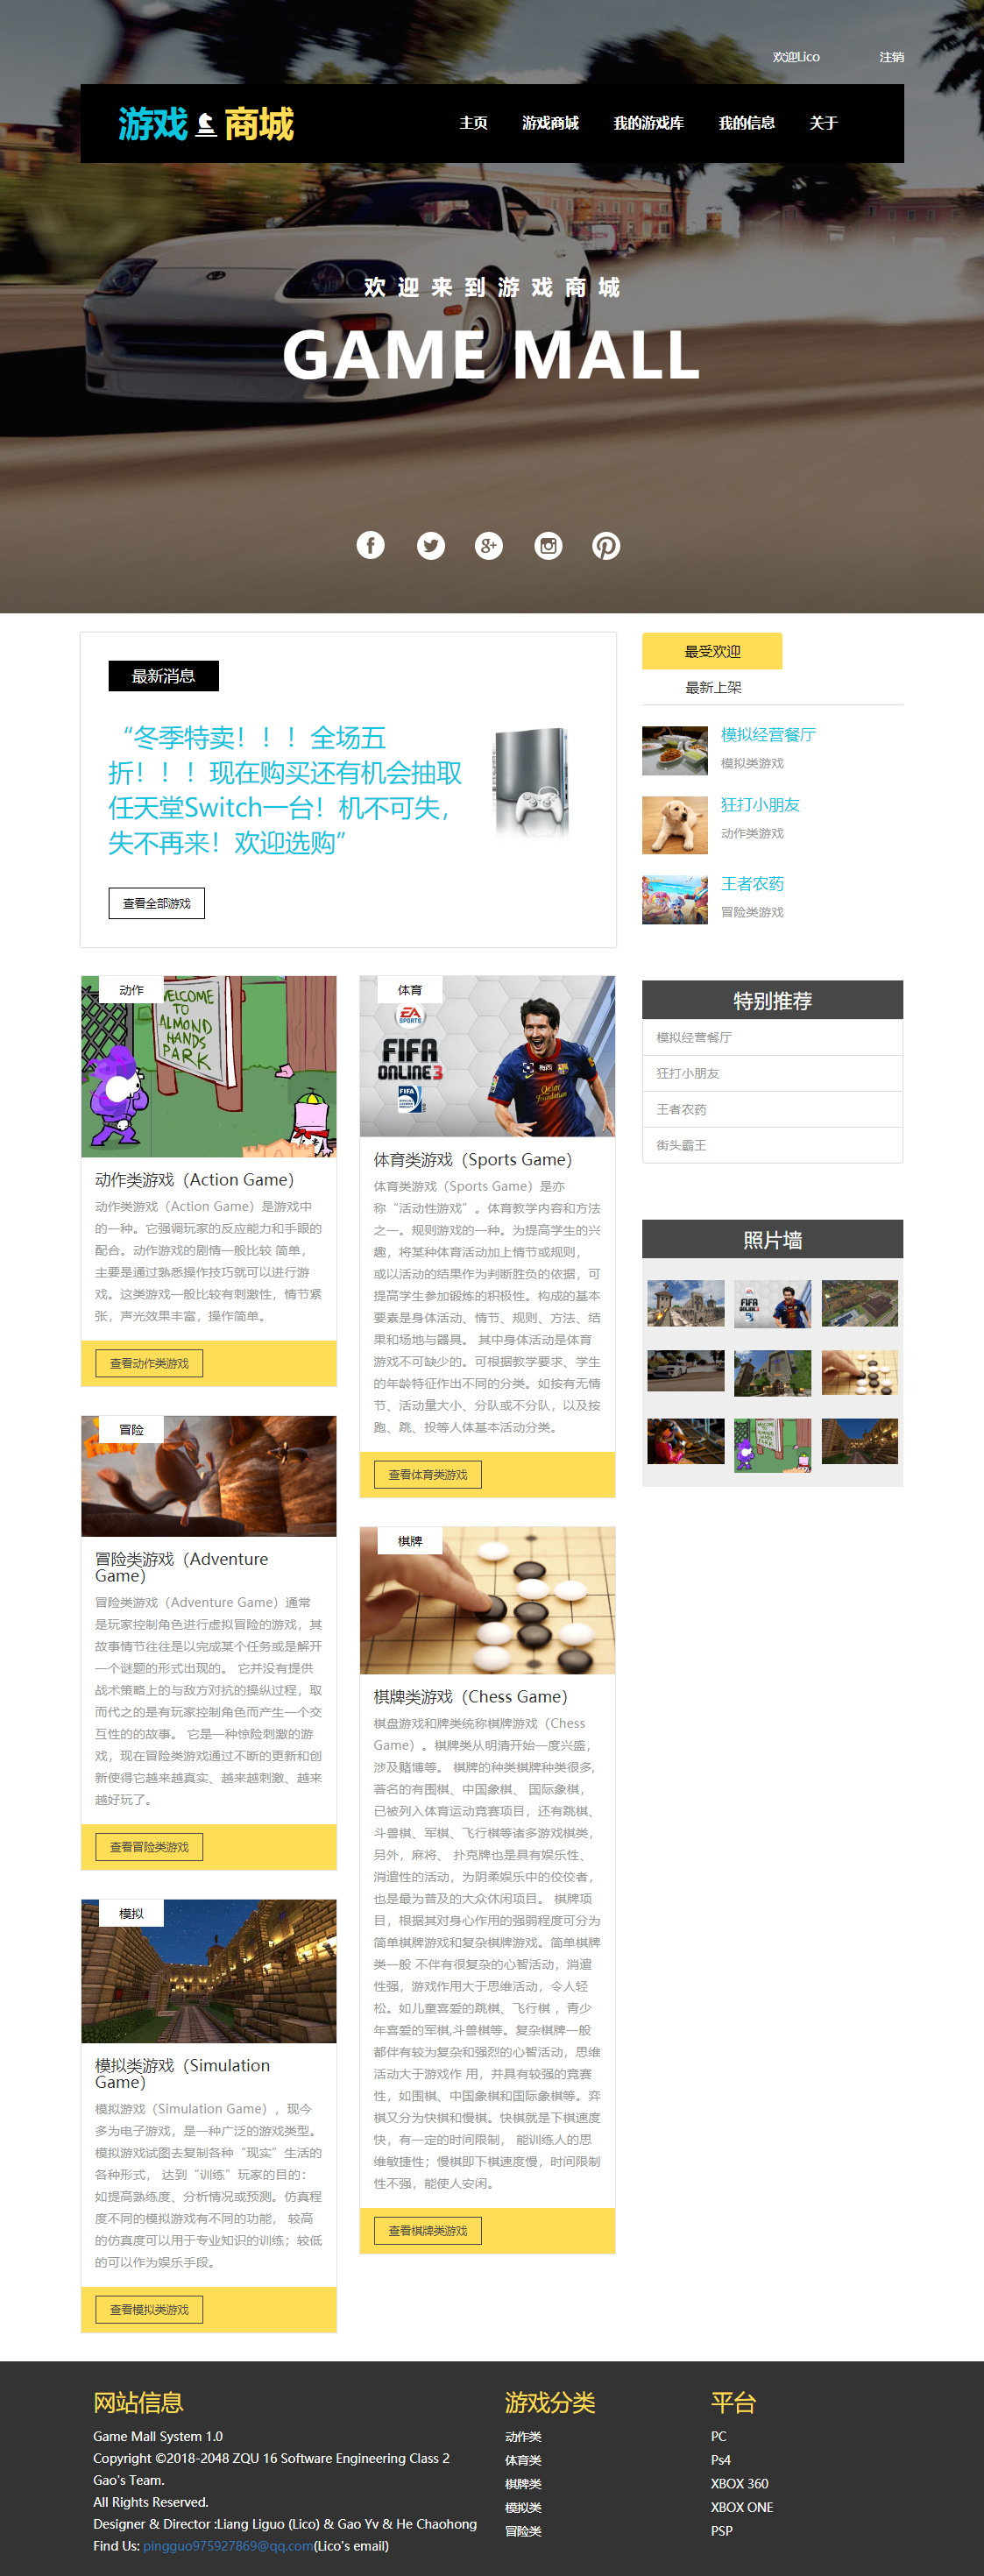 欢迎Lico 注销
游戏 商城 主页 游戏商城 我的游戏库 我的信息 关于
欢迎来到游戏商城
GAME MALL
最新消息
“冬季特卖！！！全场五
折！！！现在购买还有机会抽取
任天堂Switch一台！机不可失，
失不再来！欢迎选购”
查看全部游戏
最受欢迎
最新上架
模拟经营餐厅
模拟类游戏
狂打小朋友
动作类游戏
王者农药
冒险类游戏
特别推荐
模拟经营餐厅
狂打小朋友
王者农药
街头霸王
照片墙
动作
WELCOME
TO
ALMOND
HANDS
PARK
动作类游戏（Action Game）
动作类游戏（Action Game）是游戏中
的一种。它强调玩家的反应能力和手眼的
配合。动作游戏的剧情一般比较 简单，
主要是通过熟悉操作技巧就可以进行游
戏。这类游戏一般比较有刺激性，情节紧
张，声光效果丰富，操作简单。
查看动作类游戏
冒险
冒险类游戏（Adventure
Game）
冒险类游戏（Adventure Game）通常
是玩家控制角色进行虚拟冒险的游戏，其
故事情节往往是以完成某个任务或是解开
一个谜题的形式出现的。 它并没有提供
战术策略上的与敌方对抗的操纵过程，取
而代之的是有玩家控制角色而产生一个交
互性的的故事。 它是一种惊险刺激的游
戏，现在冒险类游戏通过不断的更新和创
新使得它越来越真实、越来越刺激、越来
越好玩了。
查看冒险类游戏
模拟
模拟类游戏（Simulation
Game）
模拟游戏（Simulation Game），现今
多为电子游戏，是一种广泛的游戏类型。
模拟游戏试图去复制各种“现实”生活的
各种形式， 达到“训练”玩家的目的：
如提高熟练度、分析情况或预测。仿真程
度不同的模拟游戏有不同的功能， 较高
的仿真度可以用于专业知识的训练；较低
的可以作为娱乐手段。
查看模拟类游戏
体育
EA
SPORTS
FIFA
ONLINE3
梅西
体育类游戏（Sports Game）
体育类游戏（Sports Game）是亦
称“活动性游戏”。体育教学内容和方法
之一。规则游戏的一种。为提高学生的兴
趣，将某种体育活动加上情节或规则，
或以活动的结果作为判断胜负的依据，可
提高学生参加锻炼的积极性。构成的基本
要素是身体活动、情节、规则、方法、结
果和场地与器具。 其中身体活动是体育
游戏不可缺少的。可根据教学要求、学生
的年龄特征作出不同的分类。如按有无情
节、活动量大小、分队或不分队，以及按
跑、跳、投等人体基本活动分类。
查看体育类游戏
棋牌
棋牌类游戏（Chess Game）
棋盘游戏和牌类统称棋牌游戏（Chess
Game）。棋牌类从明清开始一度兴盛，
涉及赌博等。 棋牌的种类棋牌种类很多，
著名的有围棋、中国象棋、 国际象棋，
已被列入体育运动竞赛项目，还有跳棋、
斗兽棋、军棋、飞行棋等诸多游戏棋类，
另外，麻将、 扑克牌也是具有娱乐性、
消遣性的活动，为阴柔娱乐中的佼佼者，
也是最为普及的大众休闲项目。 棋牌项
目，根据其对身心作用的强弱程度可分为
简单棋牌游戏和复杂棋牌游戏。简单棋牌
类一般 不伴有很复杂的心智活动，消遣
性强，游戏作用大于思维活动，令人轻
松。如儿童喜爱的跳棋、飞行棋 ，青少
年喜爱的军棋,斗兽棋等。复杂棋牌一般
都伴有较为复杂和强烈的心智活动，思维
活动大于游戏作 用，并具有较强的竞赛
性，如围棋、中国象棋和国际象棋等。弈
棋又分为快棋和慢棋。快棋就是下棋速度
快，有一定的时间限制， 能训练人的思
维敏捷性；慢棋即下棋速度慢，时间限制
性不强，能使人安闲。
查看棋牌类游戏
网站信息
Game Mall System 1.0
Copyright ©2018-2048 ZQU 16 Software Engineering Class 2
Gao's Team.
All Rights Reserved.
Designer & Director :Liang Liguo (Lico) & Gao Yv & He Chaohong
Find Us: pingguo975927869@qq.com(Lico's email)
游戏分类
动作类
体育类
棋牌类
模拟类
冒险类
平台
PC
Ps4
XBOX 360
XBOX ONE
PSP